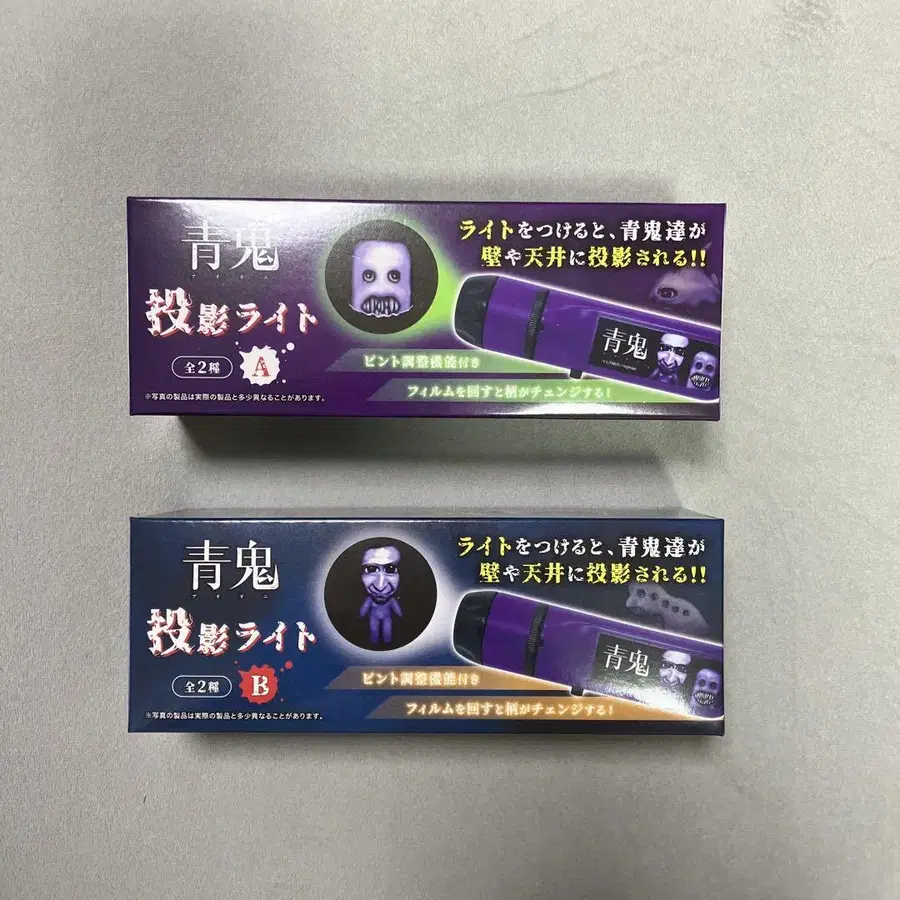 青鬼
投影ライト
全2種
A
※写真の製品は実際の製品と多少異なることがあります。
ライトをつけると、青鬼達が
壁や天井に投影される!!
ピント調整機能付き
フィルムを回すと柄がチェンジする!
青鬼
青鬼
アオオニ
投影ライト
全2種
B
※写真の製品は実際の製品と多少異なることがあります。
ライトをつけると、青鬼達が
壁や天井に投影される!!
ピント調整機能付き
フィルムを回すと柄がチェンジする!
青鬼